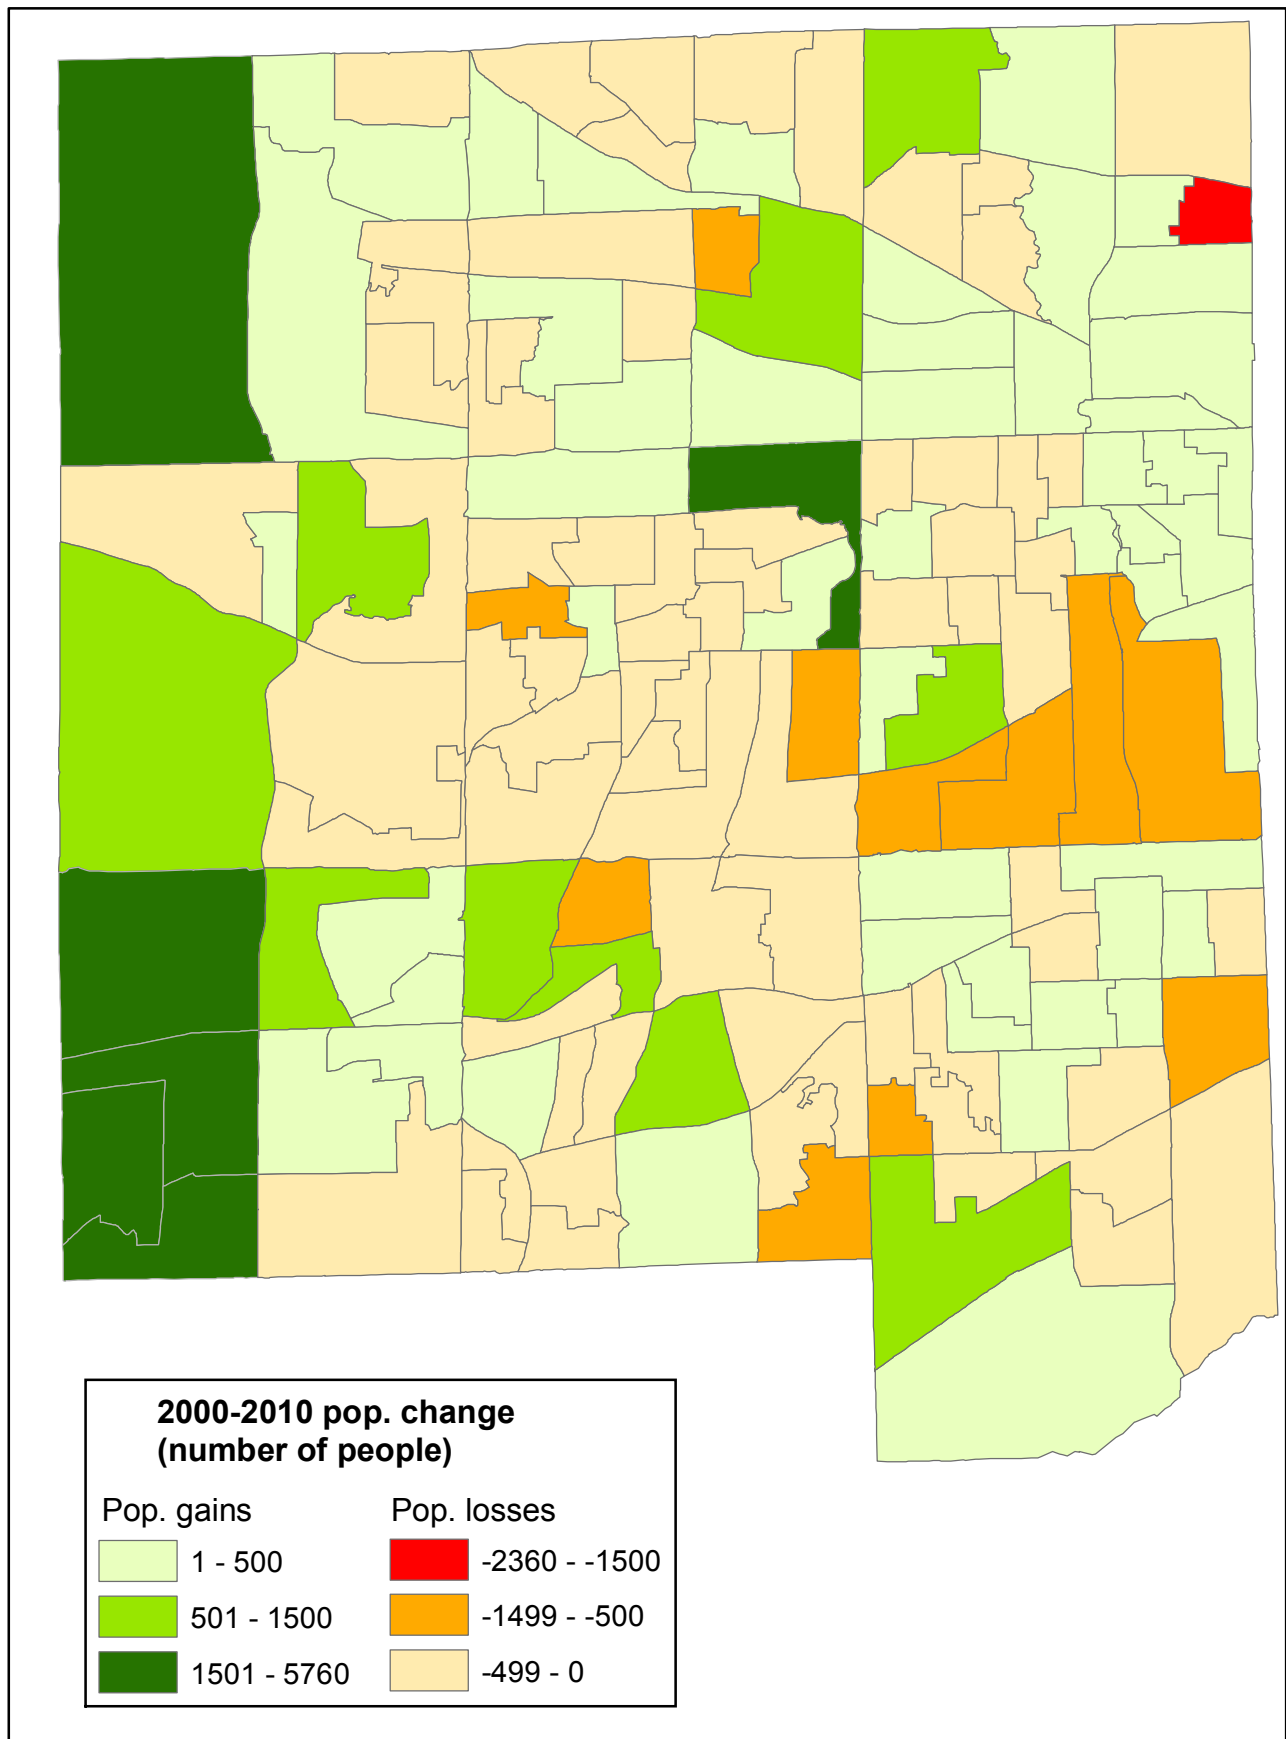 2000-2010 pop. change
(number of people)
Pop. gains
Pop. losses
1 - 500
-2360 - -1500
501 - 1500
-1499 - -500
1501 - 5760
-499 - 0